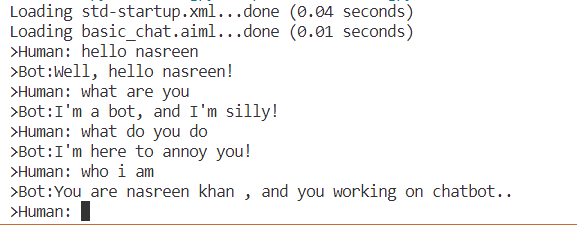 Loading std-startup.xml...done (0.04 seconds)
Loading basic_chat.aiml...done (0.01 seconds)
>Human: hello nasreen
>Bot:Well, hello nasreen!
>Human: what are you
>Bot:I'm a bot, and I'm silly!
>Human: what do you do
>Bot:I'm here to annoy you!
>Human: who i am
>Bot:You are nasreen khan , and you working on chatbot..
>Human: